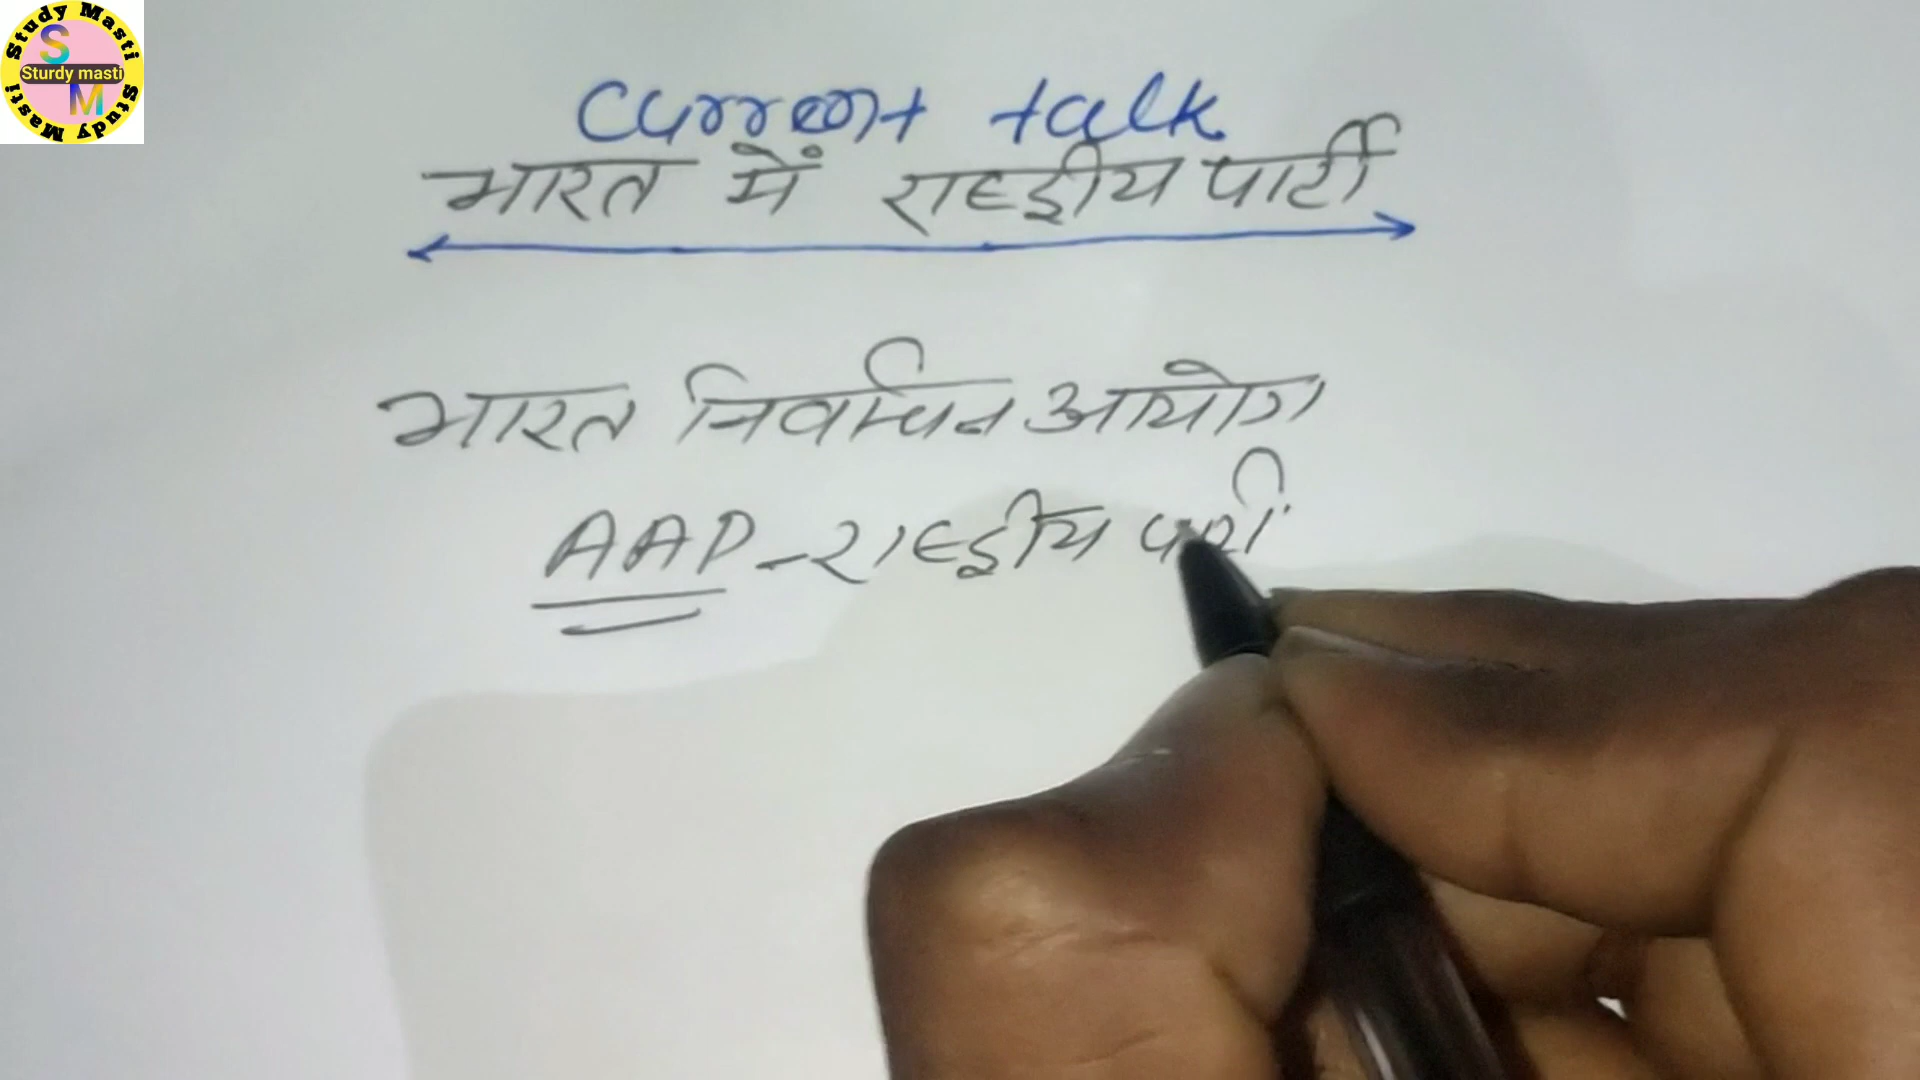 Study Masti Study Masti
S
Sturdy masti
M
Current talk
भारत में राष्ट्रीय पार्टी
भारत निर्वाचन आयोग
AAP - राष्ट्रीय पार्टी